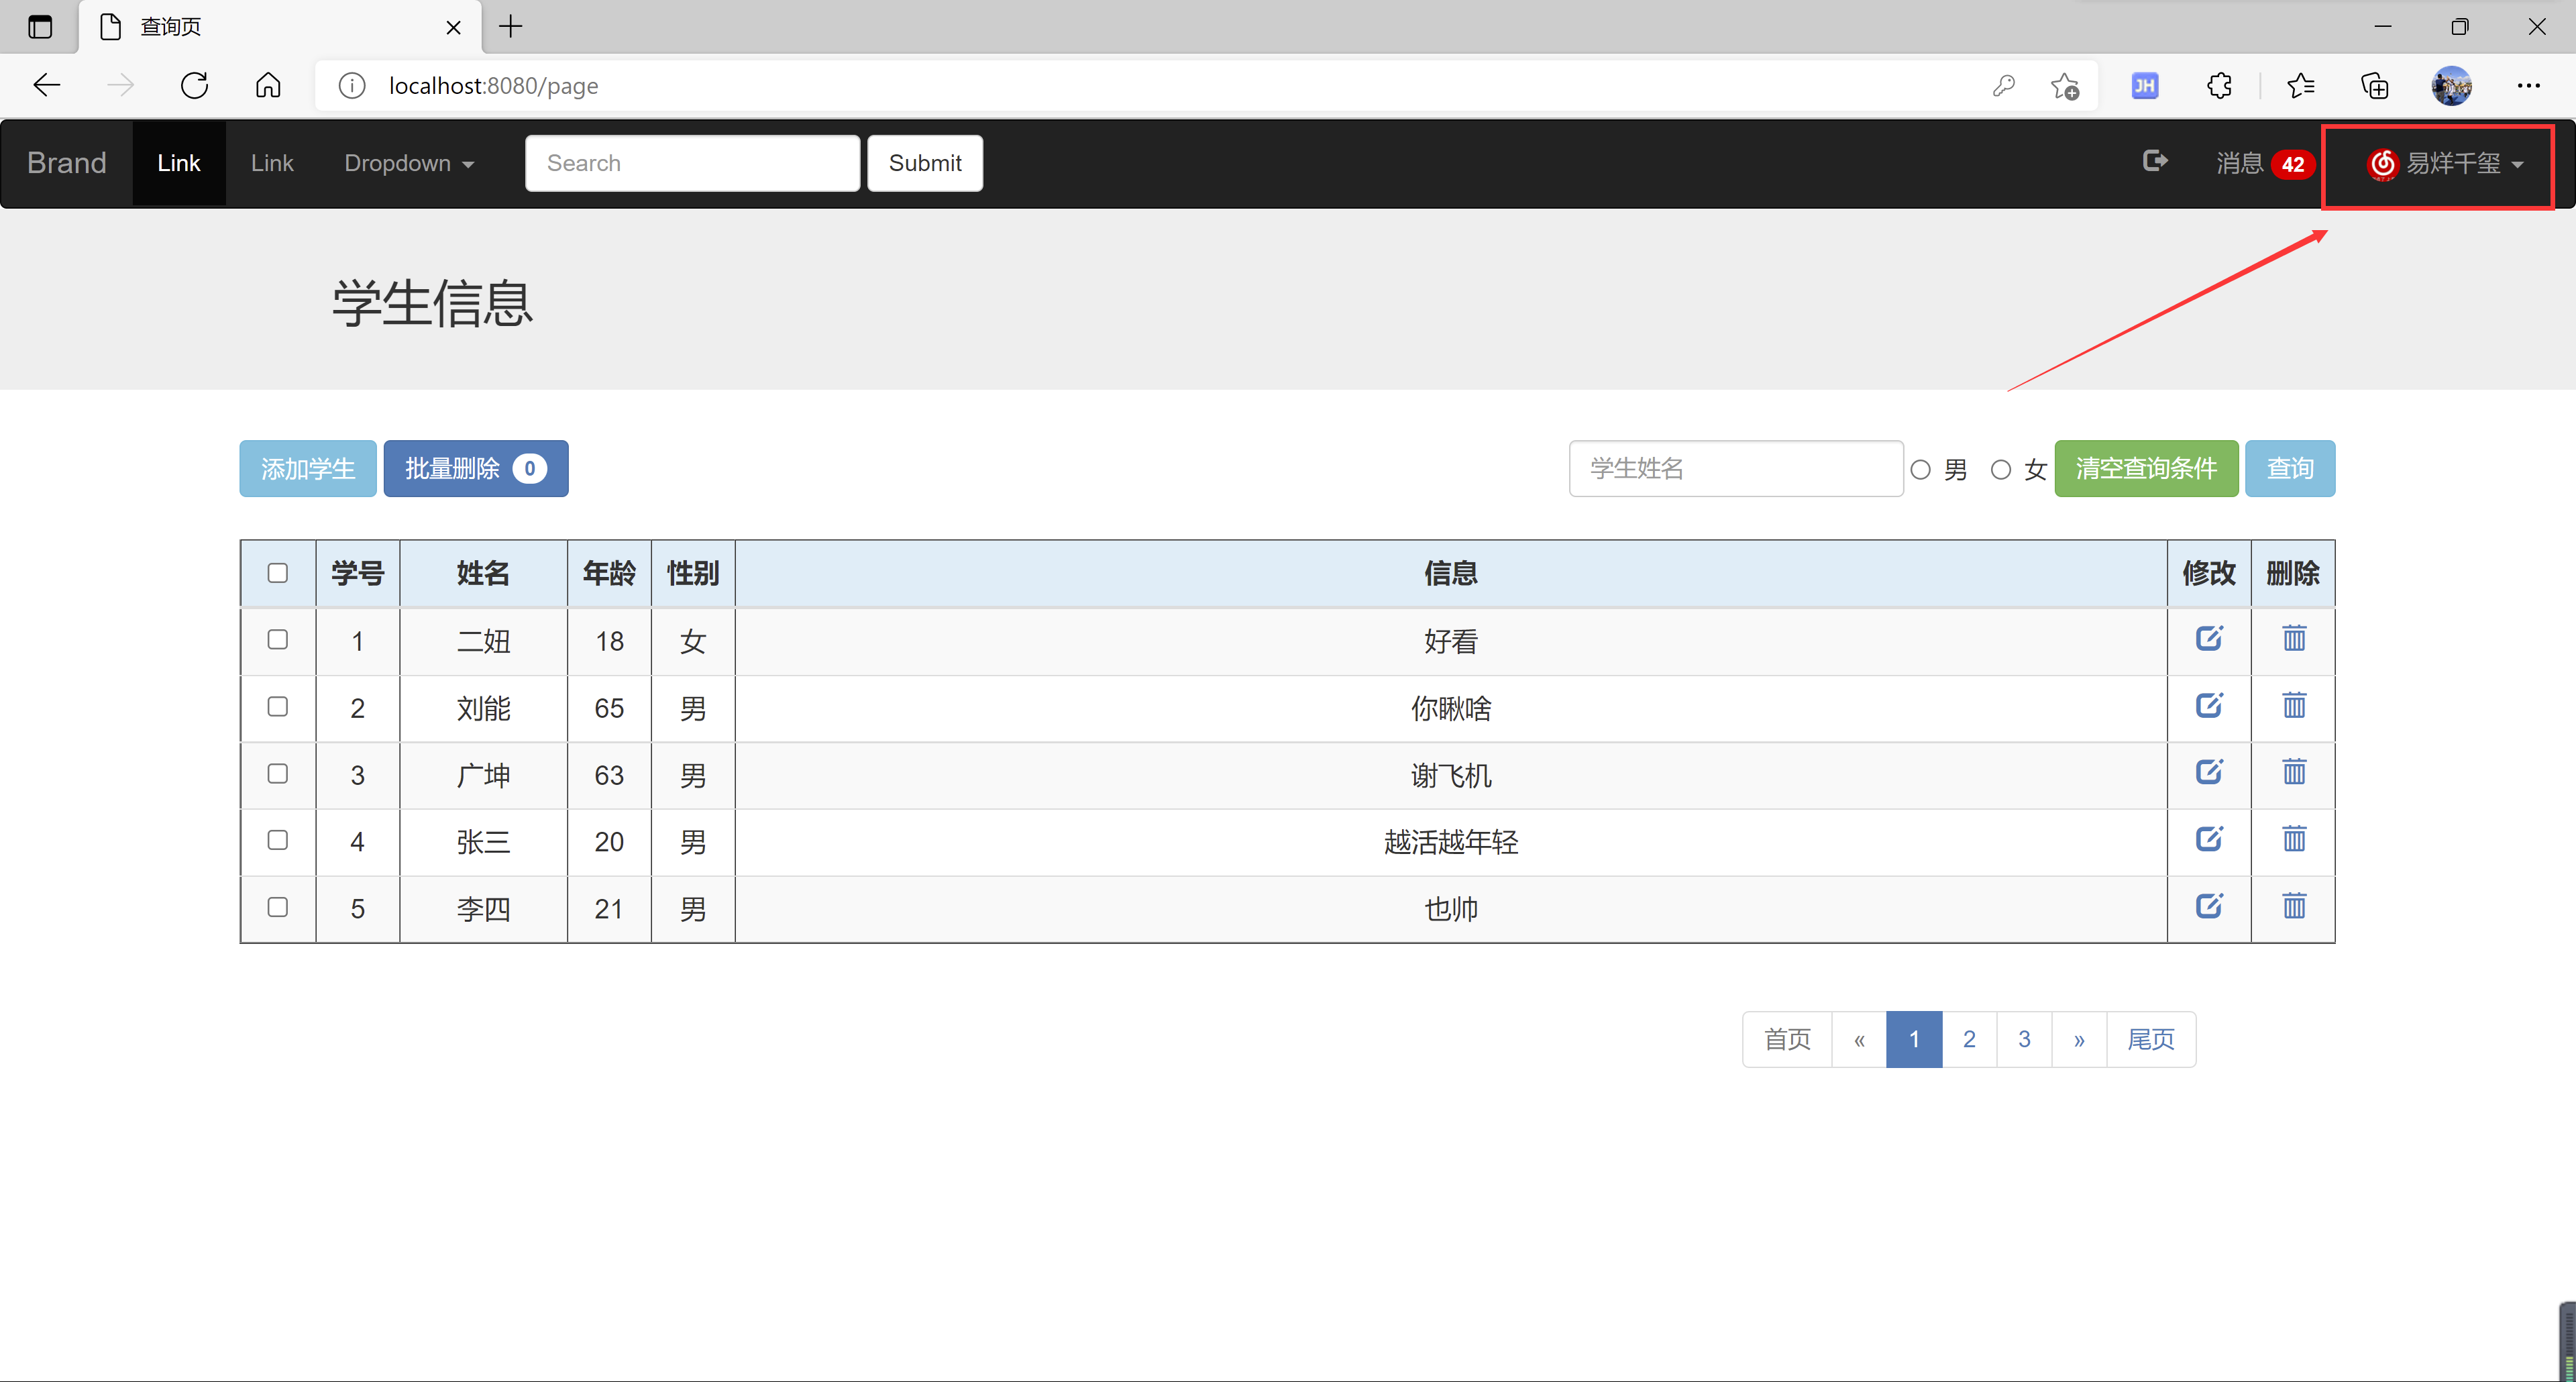 查询页
localhost:8080/page
JH
Brand Link Link Dropdown Search Submit 消息 42 易烊千玺
学生信息
添加学生 批量删除 0 学生姓名 男 女 清空查询条件 查询
学号 姓名 年龄 性别 信息 修改 删除
1 二妞 18 女 好看
2 刘能 65 男 你瞅啥
3 广坤 63 男 谢飞机
4 张三 20 男 越活越年轻
5 李四 21 男 也帅
首页 « 1 2 3 » 尾页